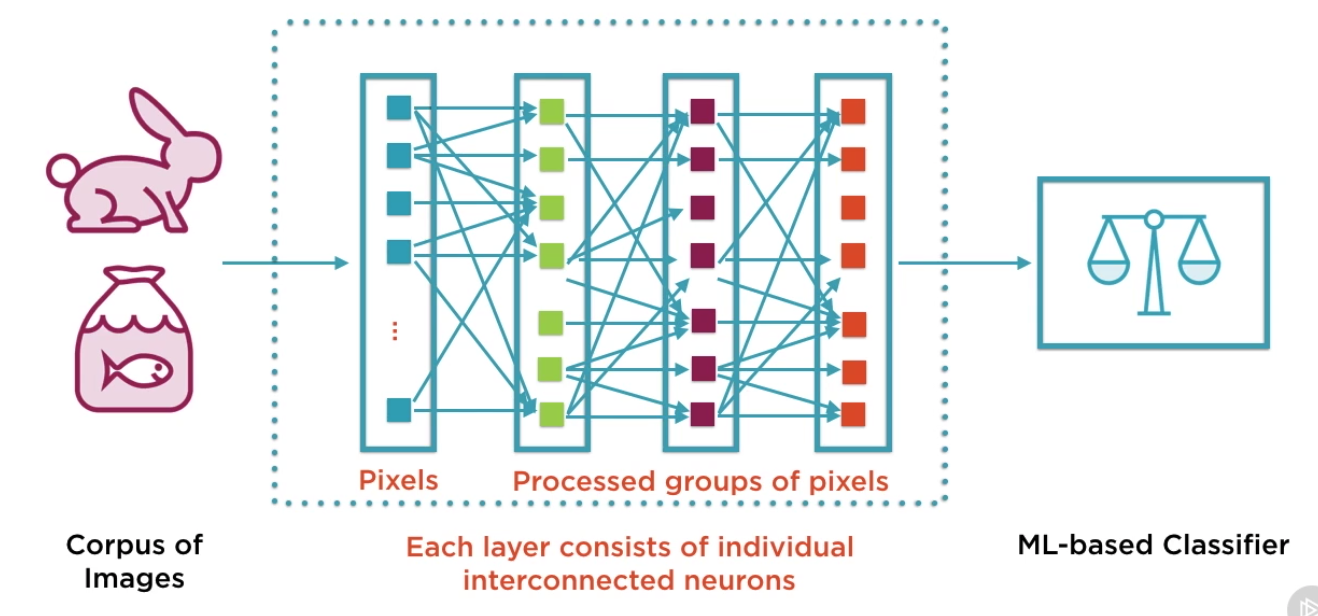 Pixels
Processed groups of pixels
Corpus of
Images
Each layer consists of individual
interconnected neurons
ML-based Classifier